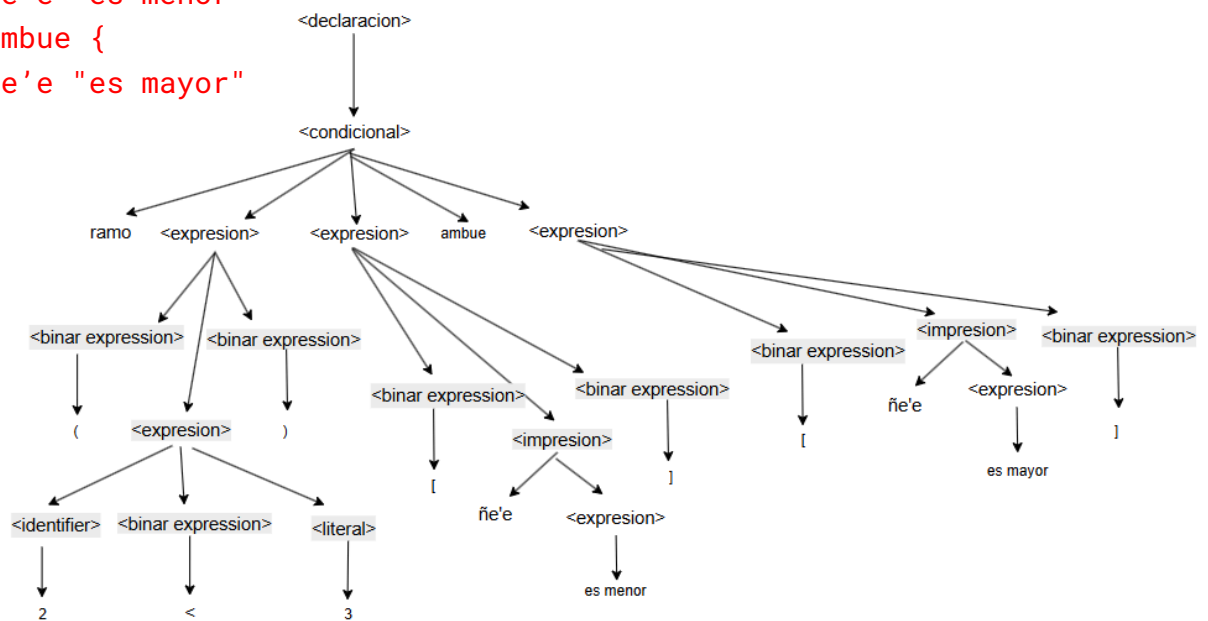 e'e "es menor
mbue {
e’e "es mayor"
<declaracion>
<condicional>
ramo <expresion> <expresion> ambue <expresion>
<binar expression> <binar expression> <binar expression> <impresion> <binar expression>
<binar expression> <binar expression> ñe'e <expresion>
( <expresion> ) <impresion> [ ] es mayor
[ ]
<identifier> <binar expression> <literal> ñe'e <expresion>
2 < 3 es menor